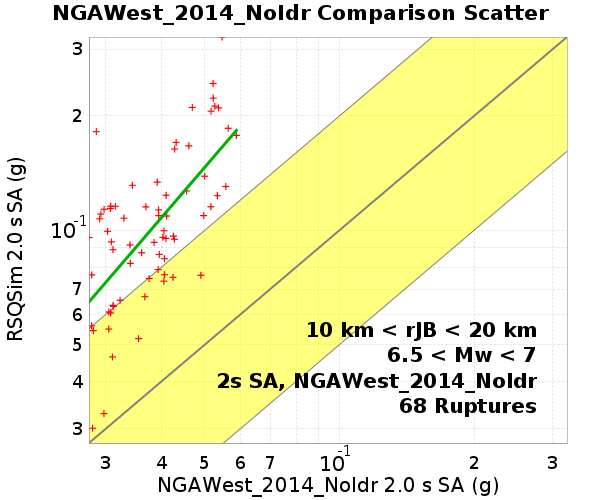 NGAWest_2014_NoIdr Comparison Scatter
RSQSim 2.0 s SA (g)
3
2
10^-1
7
6
5
4
3
10 km < rJB < 20 km
6.5 < Mw < 7
2s SA, NGAWest_2014_NoIdr
68 Ruptures
3 4 5 6 7 10^-1 2 3
NGAWest_2014_NoIdr 2.0 s SA (g)